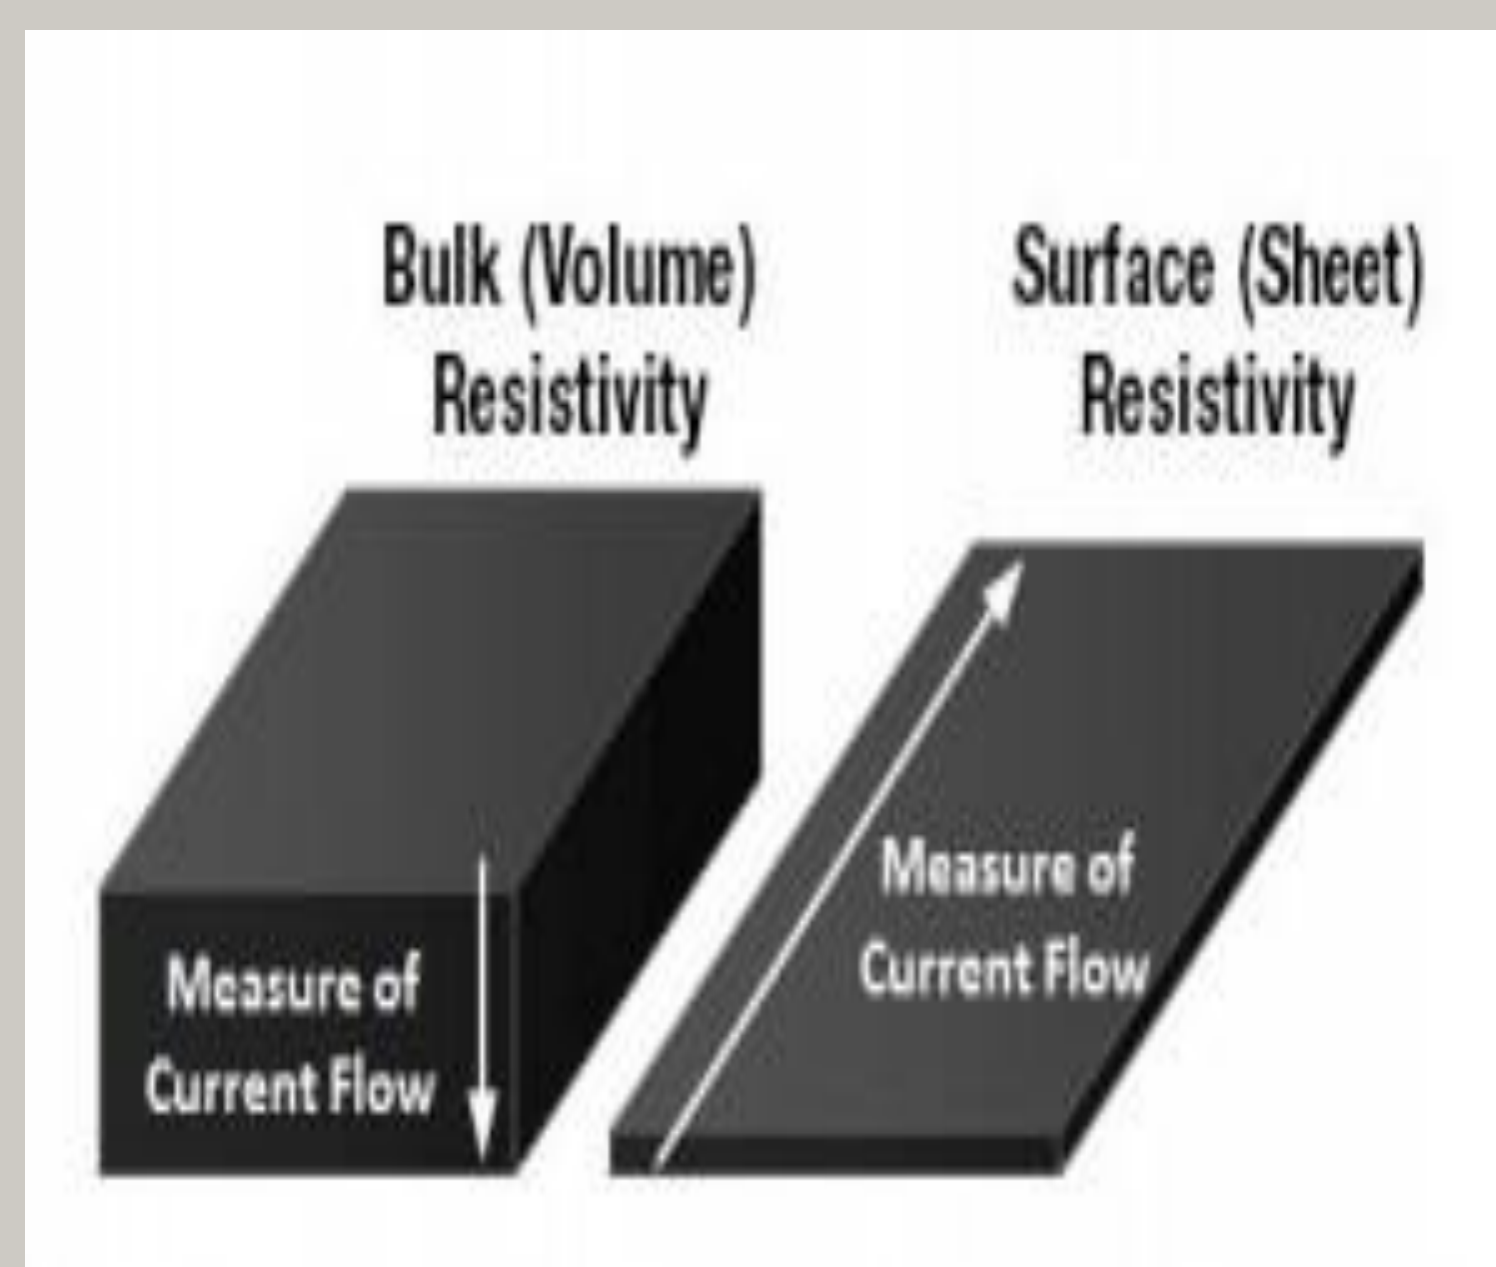 Bulk (Volume)
Resistivity
Surface (Sheet)
Resistivity
Measure of
Current Flow
Measure of
Current Flow